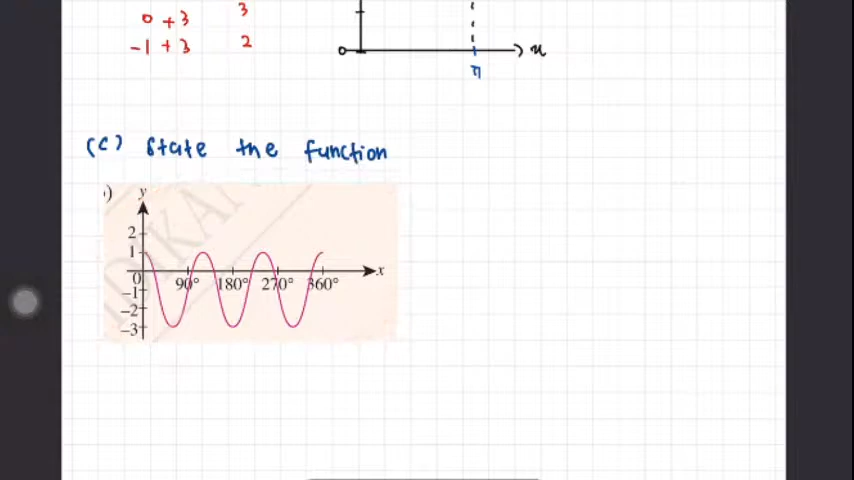 0 + 3 3
-1 + 3 2
0 x
π
(c) State the function
) y
2
1
0 90° 180° 270° 360° x
-1
-2
-3